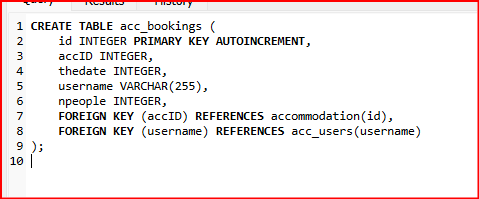 Query Results History
1 CREATE TABLE acc_bookings (
2 id INTEGER PRIMARY KEY AUTOINCREMENT,
3 accID INTEGER,
4 thedate INTEGER,
5 username VARCHAR(255),
6 npeople INTEGER,
7 FOREIGN KEY (accID) REFERENCES accommodation(id),
8 FOREIGN KEY (username) REFERENCES acc_users(username)
9 );
10